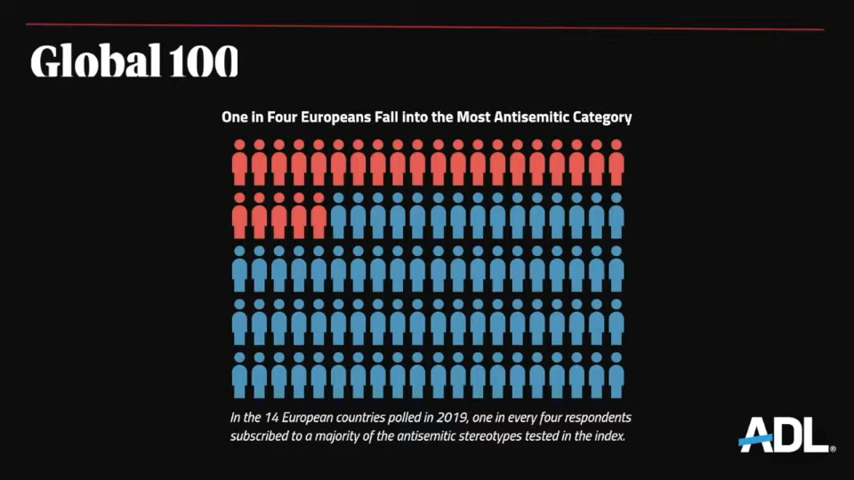 Global 100
One in Four Europeans Fall into the Most Antisemitic Category
In the 14 European countries polled in 2019, one in every four respondents
subscribed to a majority of the antisemitic stereotypes tested in the index.
ADL®